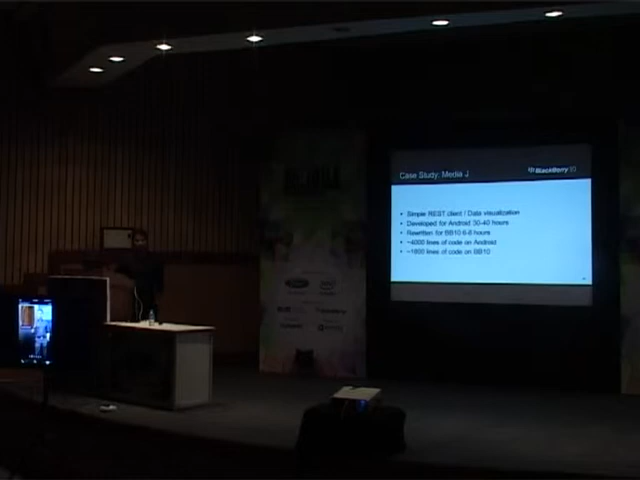 Case Study: Media J
BlackBerry 10
• Simple REST client / Data visualization
• Developed for Android 30-40 hours
• Rewritten for BB10 6-8 hours
• ~4000 lines of code on Android
• ~1800 lines of code on BB10